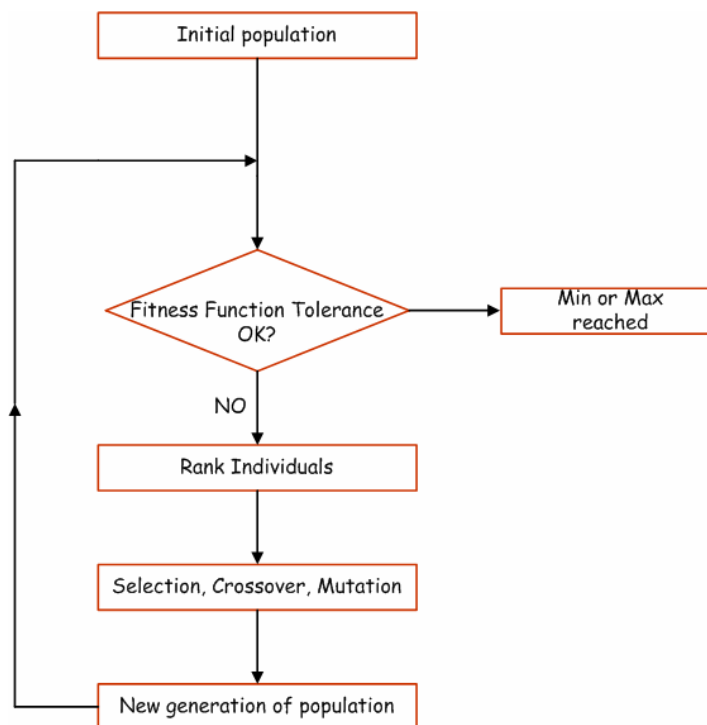 Initial population
Fitness Function Tolerance
OK?
Min or Max
reached
NO
Rank Individuals
Selection, Crossover, Mutation
New generation of population